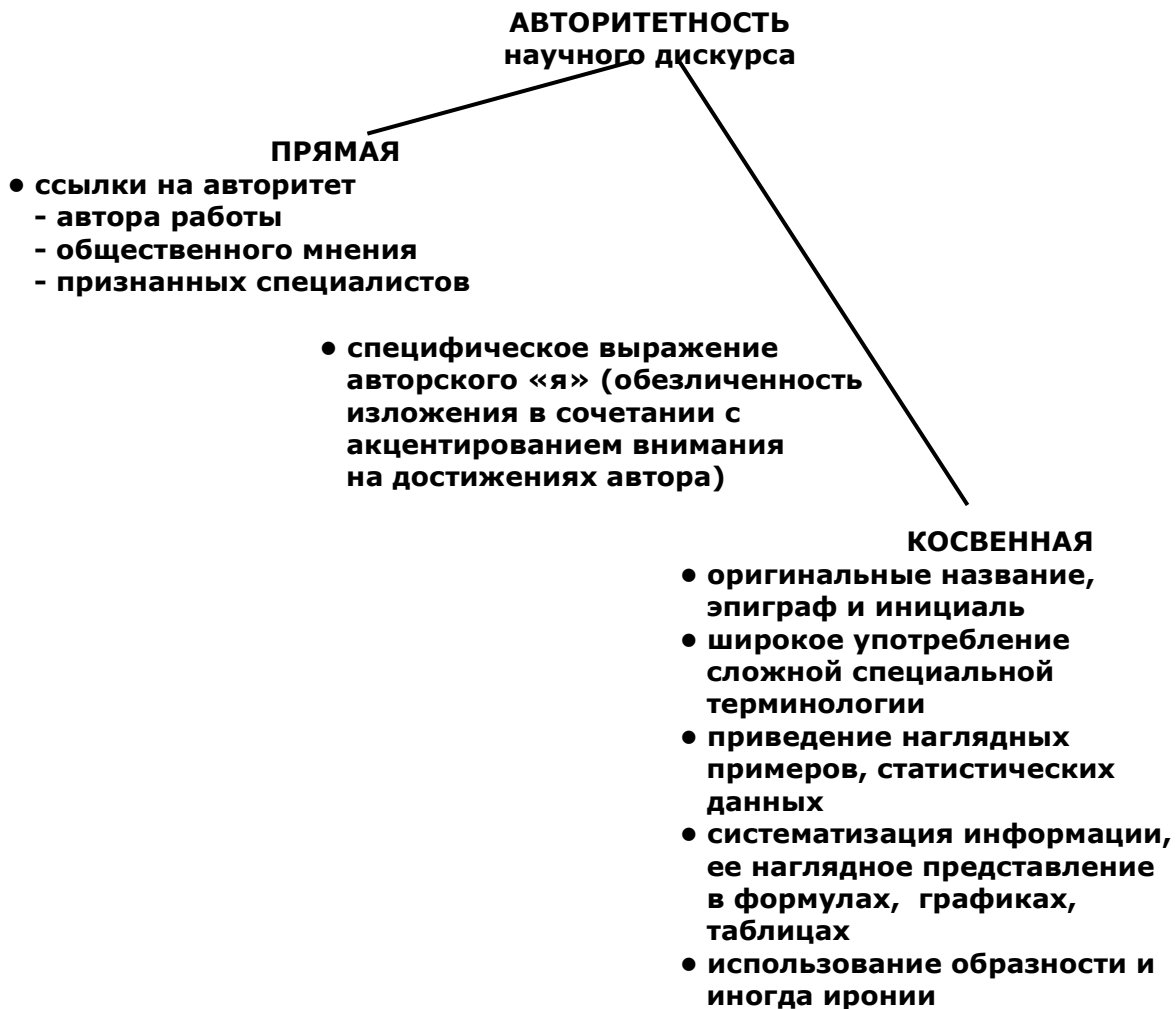 АВТОРИТЕТНОСТЬ
научного дискурса
ПРЯМАЯ
• ссылки на авторитет
- автора работы
- общественного мнения
- признанных специалистов
• специфическое выражение
авторского «я» (обезличенность
изложения в сочетании с
акцентированием внимания
на достижениях автора)
КОСВЕННАЯ
• оригинальные название,
эпиграф и инициаль
• широкое употребление
сложной специальной
терминологии
• приведение наглядных
примеров, статистических
данных
• систематизация информации,
ее наглядное представление
в формулах, графиках,
таблицах
• использование образности и
иногда иронии